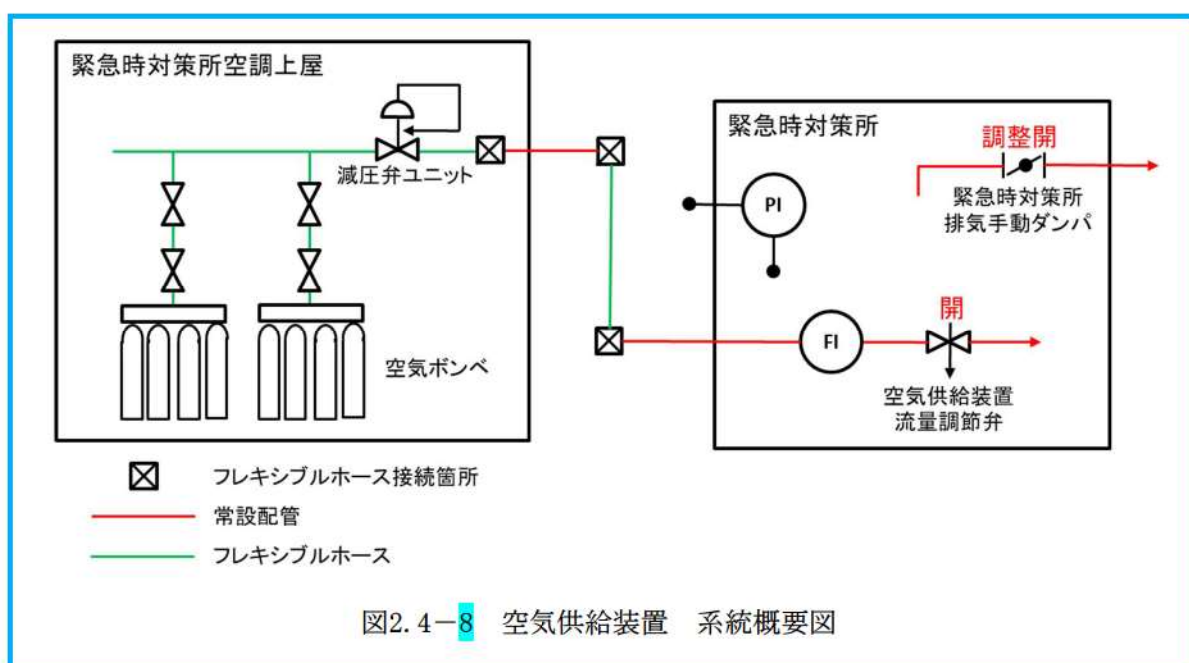 緊急時対策所空調上屋
減圧弁ユニット
空気ボンベ
緊急時対策所
調整開
緊急時対策所
排気手動ダンパ
PI
FI
開
空気供給装置
流量調節弁
フレキシブルホース接続箇所
常設配管
フレキシブルホース
図2.4－8 空気供給装置 系統概要図